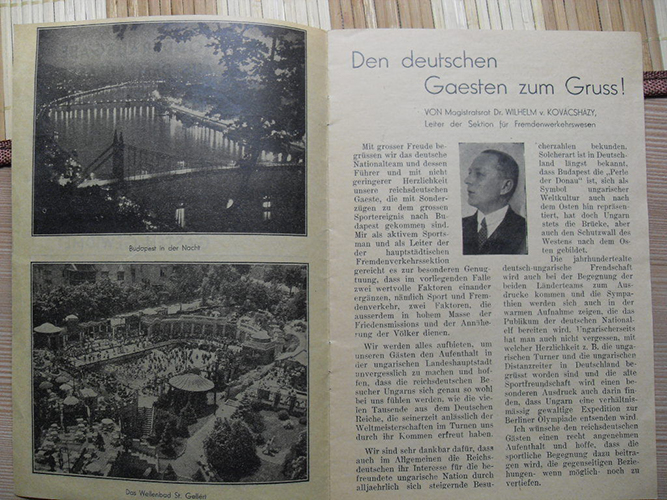 Budapest in der Nacht
Das Wellenbad St. Gellért
Den deutschen
Gaesten zum Gruss!
VON Magistratsrat Dr. WILHELM v. KOVÁCSHÁZY,
Leiter der Sektion für Fremdenverkehrswesen
Mit grosser Freude be-
grüssen wir das deutsche
Nationalteam und dessen
Führer und mit nicht
geringerer Herzlichkeit
unsere reichsdeutschen
Gaeste, die mit Sonder-
zügen zu dem grossen
Sportereignis nach Bu-
dapest gekommen sind.
Mir als aktivem Sports-
man und als Leiter der
der hauptstädtischen
Fremdenverkehrssektion
gereicht es zur besonderen Genug-
tuung, dass im vorliegenden Falle
zwei wertvolle Faktoren einander
ergänzen, nämlich Sport und Frem-
denverkehr, zwei Faktoren, die
ausserdem in hohem Masse der
Friedensmissions und der Annähe-
rung der Völker dienen.
Wir werden alles aufbieten, um
unseren Gästen den Aufenthalt in
der ungarischen Landeshauptstadt
unvergesslich zu machen und hof-
fen, dass die reichsdeutschen Be-
sucher Ungarns sich genau so wohl
bei uns fühlen werden, wie die vie-
len Tausende aus dem Deutschen
Reiche, die seinerzeit anlässlich der
Weltmeisterschaften im Turnen uns
durch ihr Kommen erfreut haben.
Wir sind sehr dankbar dafür, dass
auch im Allgemeinen die Reichs-
deutschen ihr Interesse für die be-
freundete ungarische Nation durch
alljaehrlich sich steigernde Besu-
cherzahlen bekunden.
Solcherart ist in Deutsch-
land längst bekannt,
dass Budapest die „Perle
der Donau" ist, sich als
Symbol ungarischer
Weltkultur auch nach
dem Osten hin repräsen-
tiert, hat doch Ungarn
stets die Brücke, aber
auch den Schutzwall des
Westens nach dem Os-
ten gebildet.
Die jahrhundertealte
deutsch-ungarische Freundschaft
wird auch bei der Begegnung der
beiden Länderteams zum Aus-
drucke kommen und die Sympa-
thien werden sich auch in der
warmen Aufnahme zeigen, die das
Publikum der deutschen National-
elf bereiten wird. Ungarischerseits
hat man auch nicht vergessen, mit
welcher Herzlichkeit z. B. die unga-
rischen Turner und die ungarischen
Distanzreiter in Deutschland be-
grüsst worden sind und die alte
Sportfreundschaft wird einen be-
sonderen Ausdruck auch darin fin-
den, dass Ungarn eine verhältnis-
mässig gewaltige Expedition zur
Berliner Olympiade entsenden wird.
Ich wünsche den reichsdeutschen
Gästen einen recht angenehmen
Aufenthalt und hoffe, dass die
sportliche Begegnung dazu beitra-
gen wird, die gegenseitigen Bezie-
hungen- wenn möglich- noch zu
vertiefen.